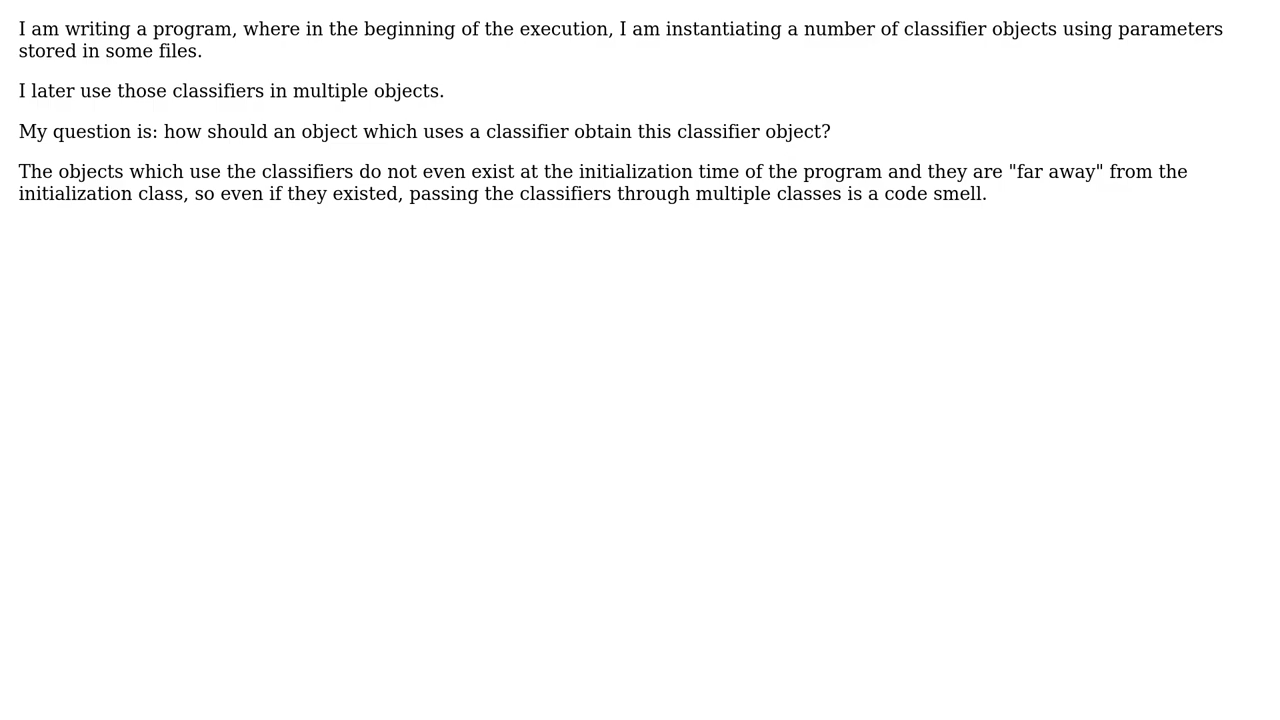 I am writing a program, where in the beginning of the execution, I am instantiating a number of classifier objects using parameters
stored in some files.
I later use those classifiers in multiple objects.
My question is: how should an object which uses a classifier obtain this classifier object?
The objects which use the classifiers do not even exist at the initialization time of the program and they are "far away" from the
initialization class, so even if they existed, passing the classifiers through multiple classes is a code smell.